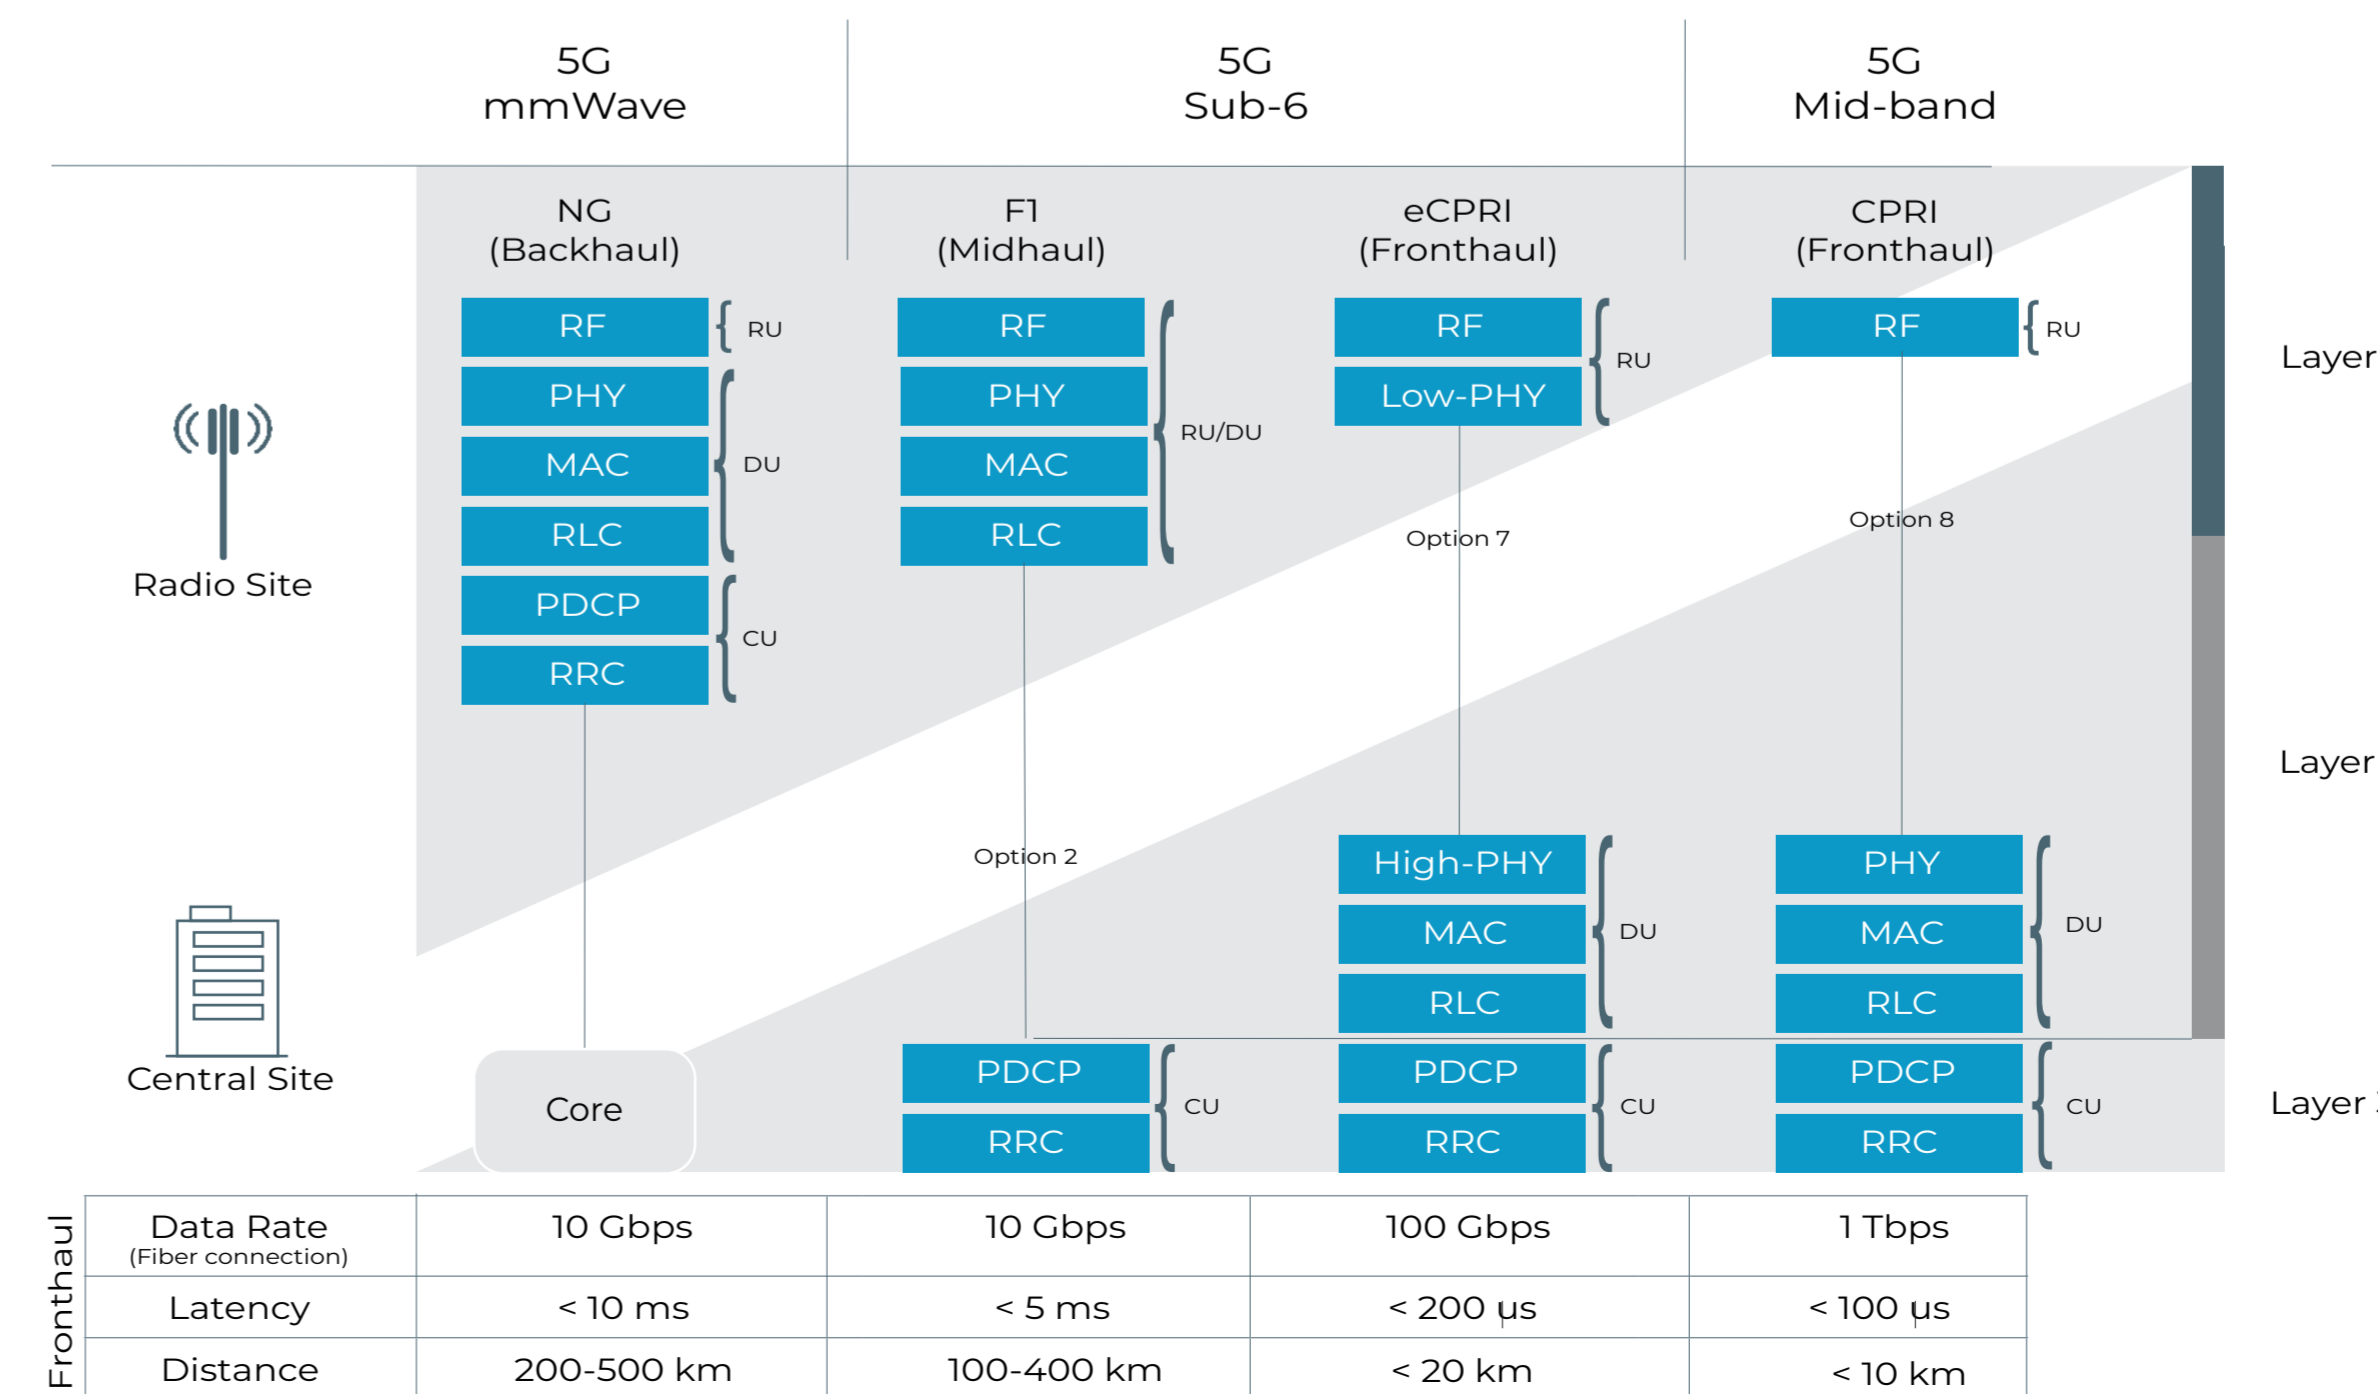 5G
mmWave
5G
Sub-6
5G
Mid-band
NG
(Backhaul)
F1
(Midhaul)
eCPRI
(Fronthaul)
CPRI
(Fronthaul)
RF
RU
PHY
MAC
RLC
DU
PDCP
RRC
CU
RF
PHY
MAC
RLC
RU/DU
RF
Low-PHY
RU
RF
RU
Layer
Radio Site
Option 7
Option 8
Layer
Option 2
High-PHY
MAC
RLC
DU
PHY
MAC
RLC
DU
Central Site
Core
PDCP
RRC
CU
PDCP
RRC
CU
PDCP
RRC
CU
Layer
Fronthaul
Data Rate
(Fiber connection)
10 Gbps
10 Gbps
100 Gbps
1 Tbps
Latency
< 10 ms
< 5 ms
< 200 µs
< 100 µs
Distance
200-500 km
100-400 km
< 20 km
< 10 km